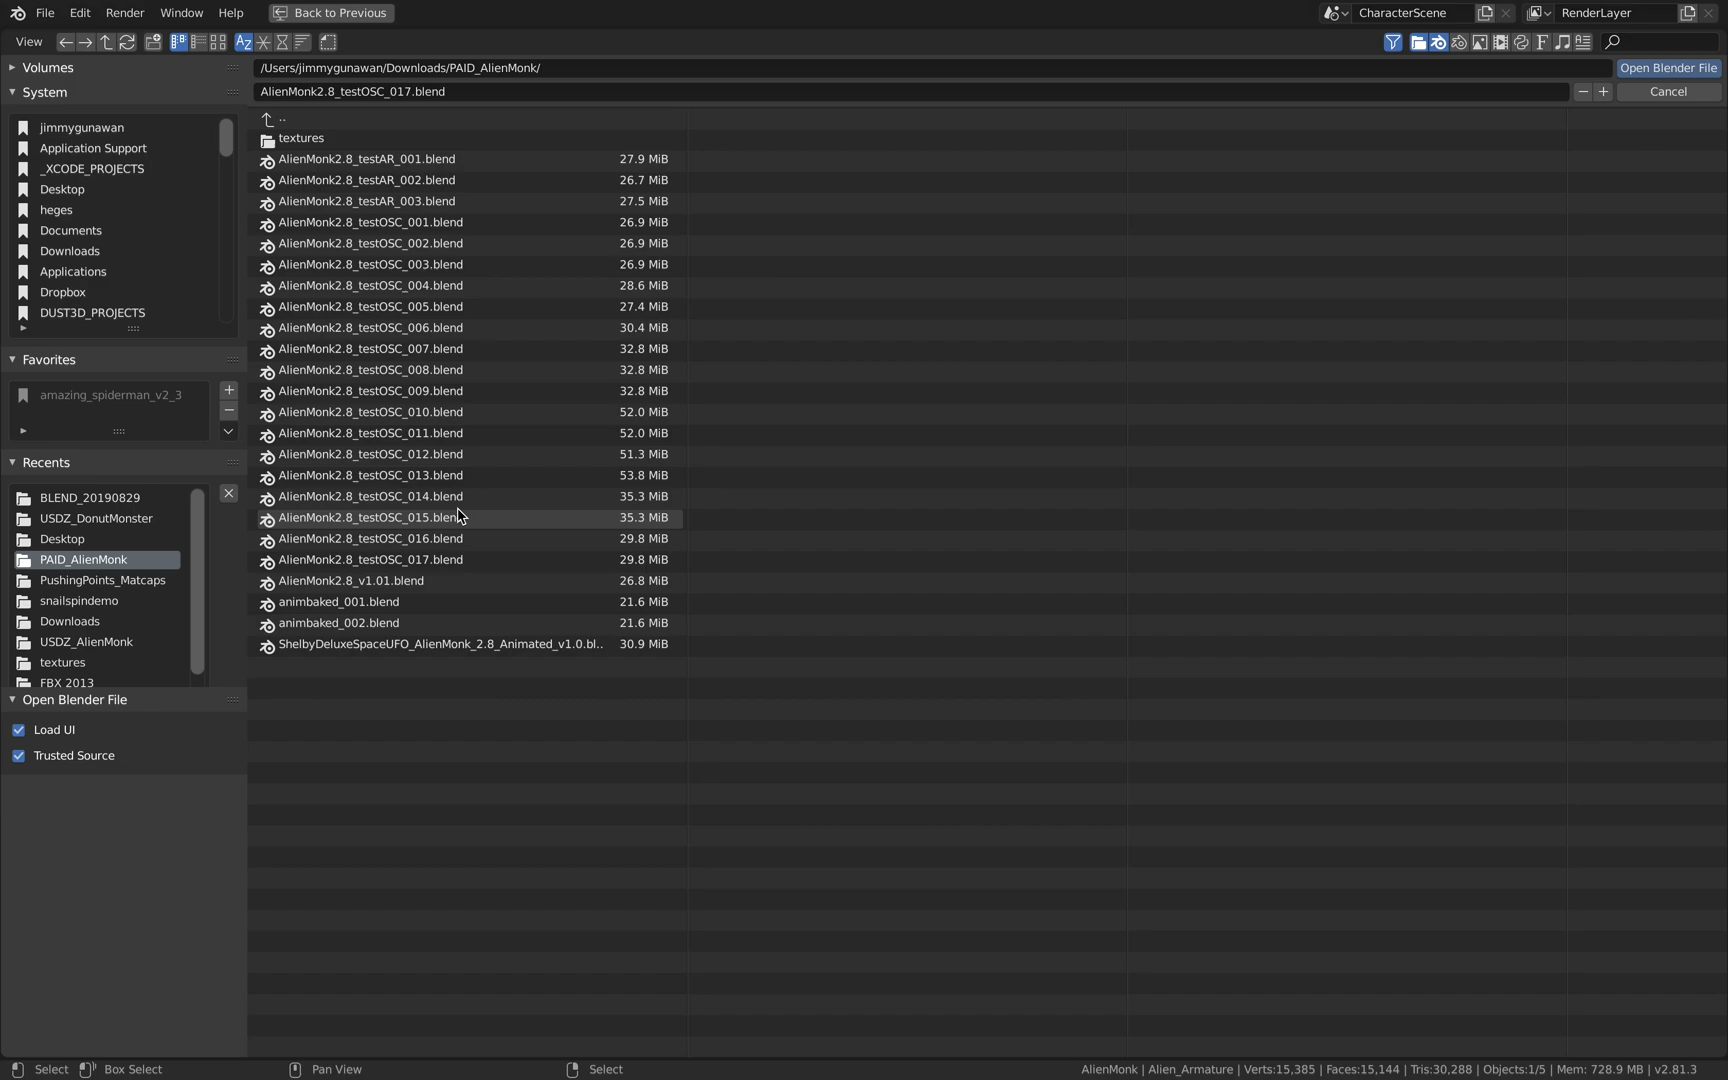 File Edit Render Window Help Back to Previous CharacterScene RenderLayer
View
Volumes
/Users/jimmygunawan/Downloads/PAID_AlienMonk/ Open Blender File
System
AlienMonk2.8_testOSC_017.blend Cancel
jimmygunawan
Application Support
_XCODE_PROJECTS
Desktop
heges
Documents
Downloads
Applications
Dropbox
DUST3D_PROJECTS
Favorites
amazing_spiderman_v2_3
Recents
BLEND_20190829
USDZ_DonutMonster
Desktop
PAID_AlienMonk
PushingPoints_Matcaps
snailspindemo
Downloads
USDZ_AlienMonk
textures
FBX 2013
Open Blender File
Load UI
Trusted Source
..
textures
AlienMonk2.8_testAR_001.blend 27.9 MiB
AlienMonk2.8_testAR_002.blend 26.7 MiB
AlienMonk2.8_testAR_003.blend 27.5 MiB
AlienMonk2.8_testOSC_001.blend 26.9 MiB
AlienMonk2.8_testOSC_002.blend 26.9 MiB
AlienMonk2.8_testOSC_003.blend 26.9 MiB
AlienMonk2.8_testOSC_004.blend 28.6 MiB
AlienMonk2.8_testOSC_005.blend 27.4 MiB
AlienMonk2.8_testOSC_006.blend 30.4 MiB
AlienMonk2.8_testOSC_007.blend 32.8 MiB
AlienMonk2.8_testOSC_008.blend 32.8 MiB
AlienMonk2.8_testOSC_009.blend 32.8 MiB
AlienMonk2.8_testOSC_010.blend 52.0 MiB
AlienMonk2.8_testOSC_011.blend 52.0 MiB
AlienMonk2.8_testOSC_012.blend 51.3 MiB
AlienMonk2.8_testOSC_013.blend 53.8 MiB
AlienMonk2.8_testOSC_014.blend 35.3 MiB
AlienMonk2.8_testOSC_015.blend 35.3 MiB
AlienMonk2.8_testOSC_016.blend 29.8 MiB
AlienMonk2.8_testOSC_017.blend 29.8 MiB
AlienMonk2.8_v1.01.blend 26.8 MiB
animbaked_001.blend 21.6 MiB
animbaked_002.blend 21.6 MiB
ShelbyDeluxeSpaceUFO_AlienMonk_2.8_Animated_v1.0.bl.. 30.9 MiB
Select Box Select Pan View Select AlienMonk | Alien_Armature | Verts:15,385 | Faces:15,144 | Tris:30,288 | Objects:1/5 | Mem: 728.9 MB | v2.81.3